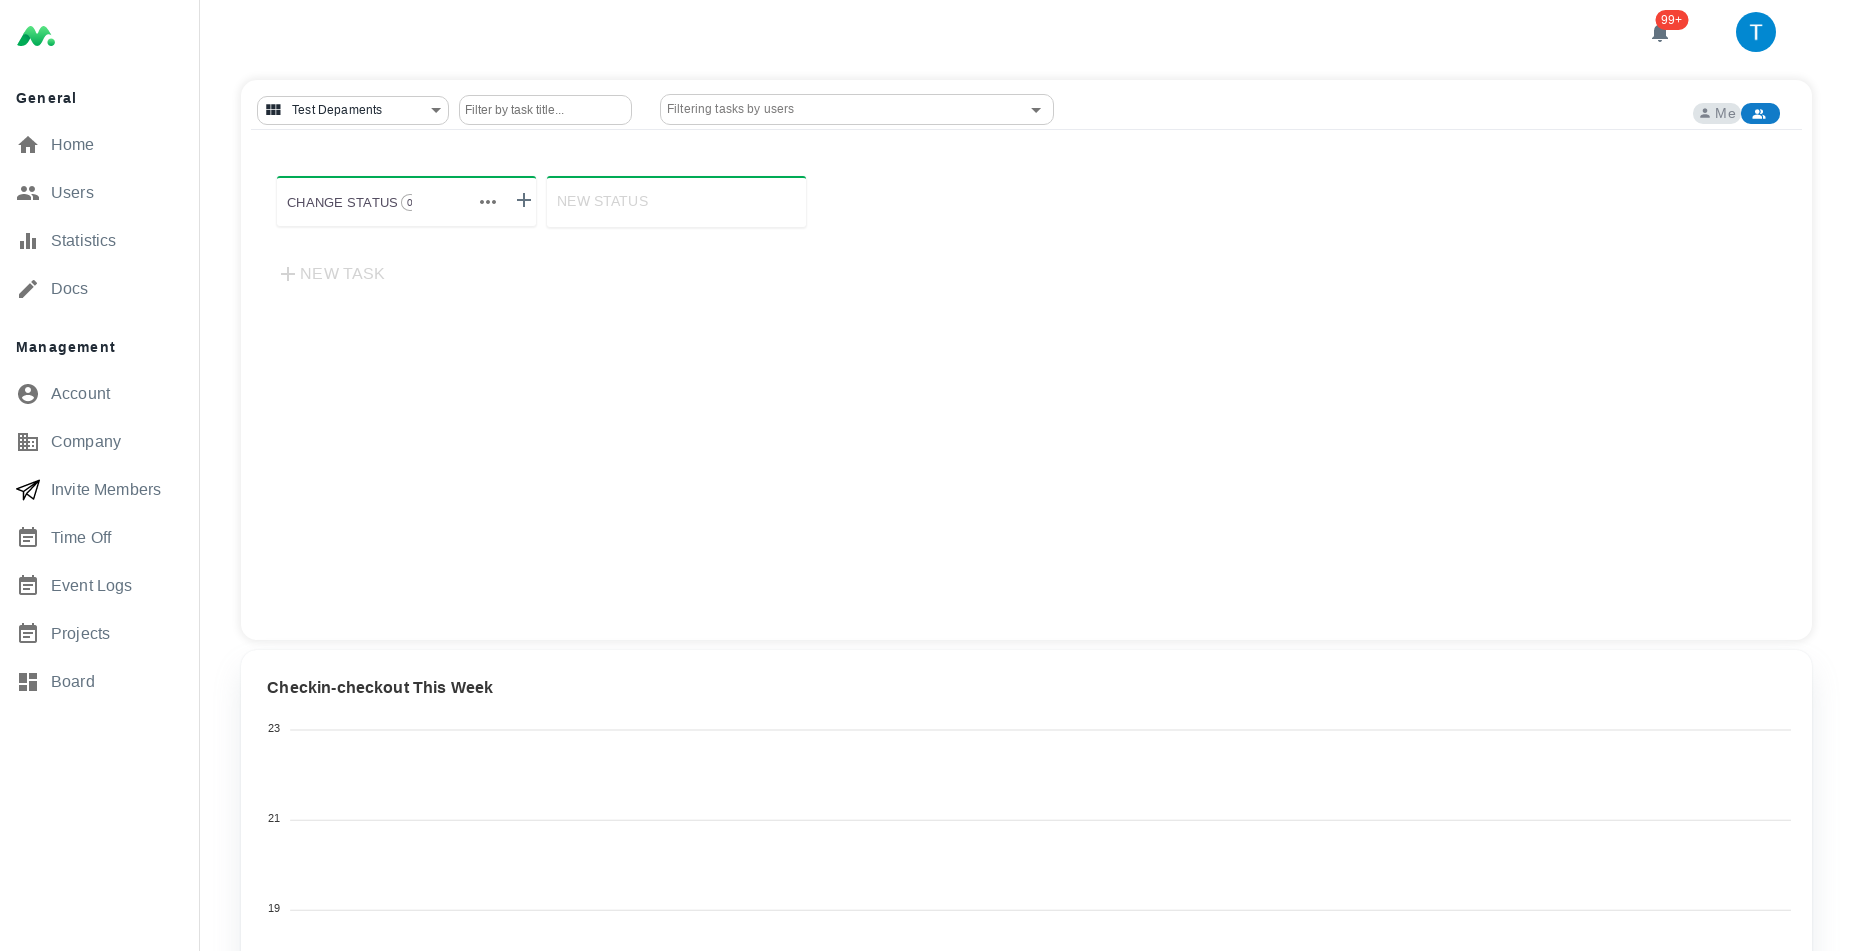 99+
T
General
Home
Users
Statistics
Docs
Management
Account
Company
Invite Members
Time Off
Event Logs
Projects
Board
Test Depaments
Filter by task title...
Filtering tasks by users
Me
CHANGE STATUS 0
NEW STATUS
NEW TASK
Checkin-checkout This Week
23
21
19